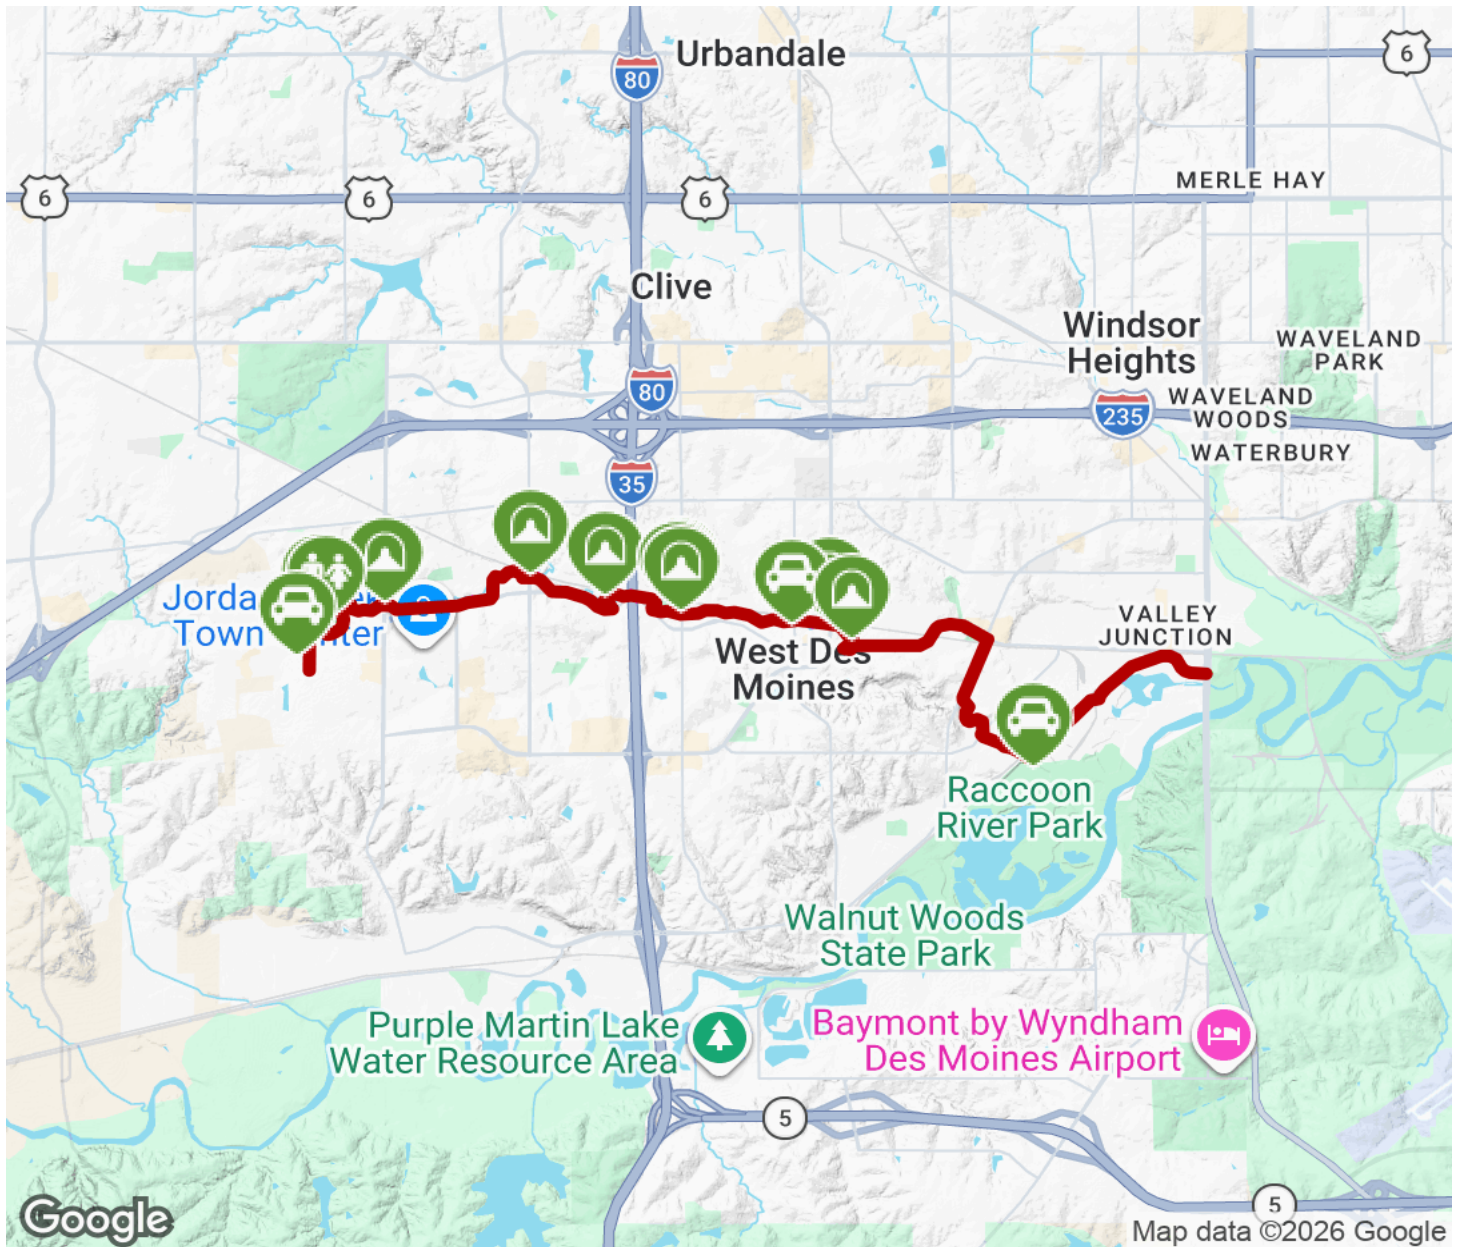 Urbandale
80
6
MERLE HAY
6
6
6
Clive
Windsor
Heights
WAVELAND
PARK
80
WAVELAND
WOODS
235
WATERBURY
35
Jorda
Town
nter
VALLEY
JUNCTION
West Des
Moines
Raccoon
River Park
Walnut Woods
State Park
Purple Martin Lake
Water Resource Area
Baymont by Wyndham
Des Moines Airport
5
5
Google
Map data ©2026 Google